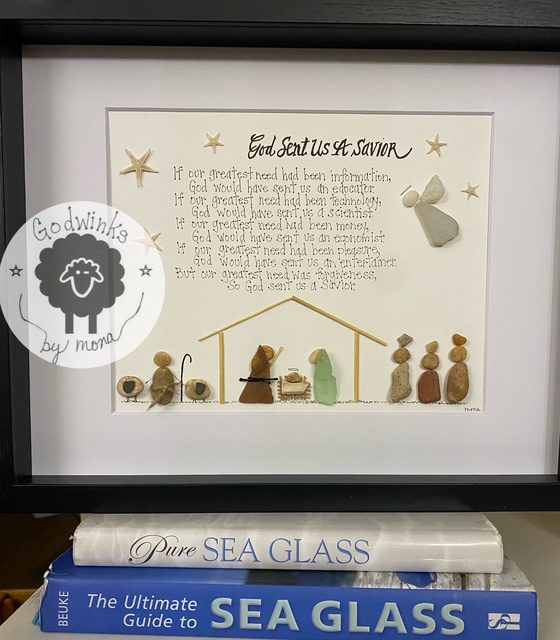 God Sent Us A Savior
If our greatest need had been information,
God would have sent us an educator.
If our greatest need had been technology,
God would have sent us a scientist.
If our greatest need had been money,
God would have sent us an economist.
If our greatest need had been pleasure,
God would have sent us an entertainer.
But our greatest need was forgiveness,
So God sent us a Savior.
Godwinks
by mona
mona
Pure SEA GLASS
BEUKE
The Ultimate
Guide to
SEA GLASS